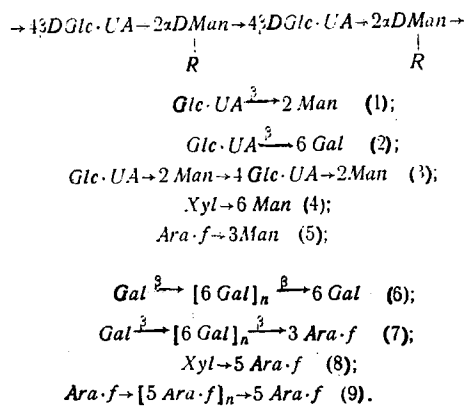 →4βDGlc·UA—2αDMan→4βDGlc·UA→2αDMan→
R R
Glc·UA β→ 2 Man (1);
Glc·UA β→ 6 Gal (2);
Glc·UA→2 Man→4 Glc·UA→2Man (3);
Xyl→6 Man (4);
Ara·f→3Man (5);
Gal β→ [6 Gal]n β→ 6 Gal (6);
Gal β→ [6 Gal]n β→ 3 Ara·f (7);
Xyl→5 Ara·f (8);
Ara·f→[5 Ara·f]n→5 Ara·f (9).